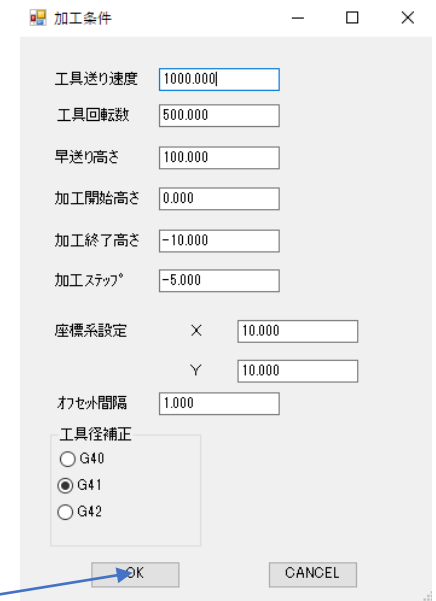 加工条件
工具送り速度 1000.000
工具回転数 500.000
早送り高さ 100.000
加工開始高さ 0.000
加工終了高さ -10.000
加工ステップ -5.000
座標系設定 X 10.000
Y 10.000
オフセット間隔 1.000
工具径補正
G40
G41
G42
OK CANCEL